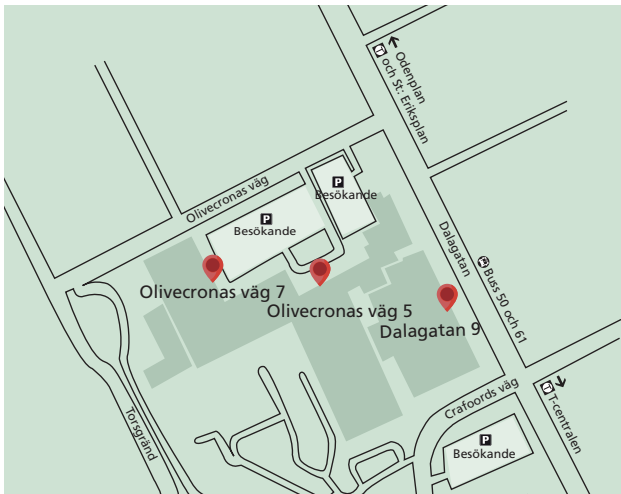 T
Odenplan
och St: Eriksplan
P
Besökande
Olivecronas väg
P
Besökande
Dalagatan
Buss 50 och 61
Olivecronas väg 7
Olivecronas väg 5
Dalagatan 9
T
T-centralen
Crafoords väg
Torsgränd
P
Besökande